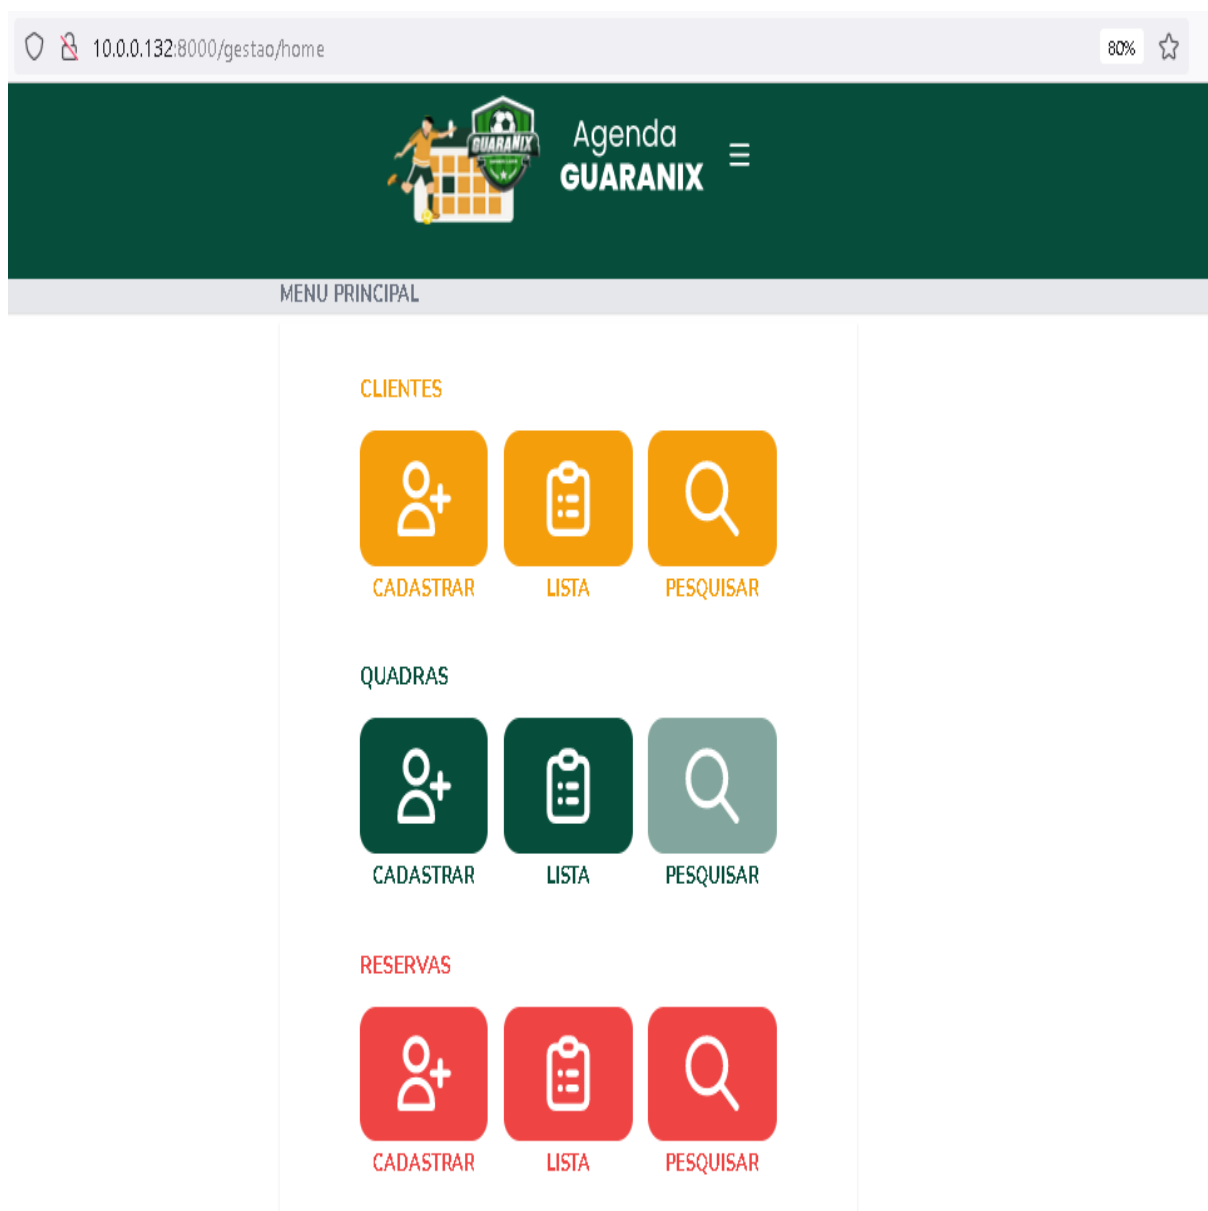 10.0.0.132:8000/gestao/home
80%
GUARANIX
Agenda
GUARANIX
MENU PRINCIPAL
CLIENTES
CADASTRAR LISTA PESQUISAR
QUADRAS
CADASTRAR LISTA PESQUISAR
RESERVAS
CADASTRAR LISTA PESQUISAR